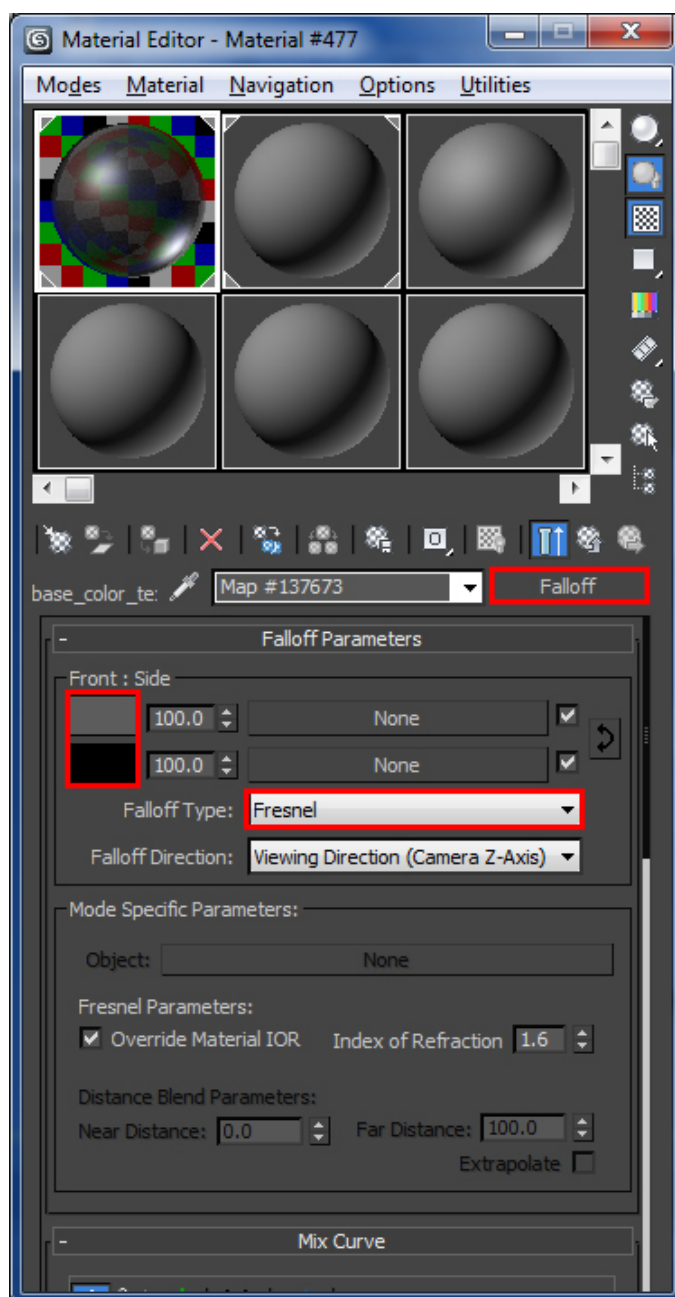 Material Editor - Material #477
Modes Material Navigation Options Utilities
base_color_te: Map #137673 Falloff
- Falloff Parameters
Front : Side
100.0 None
100.0 None
Falloff Type: Fresnel
Falloff Direction: Viewing Direction (Camera Z-Axis)
Mode Specific Parameters:
Object: None
Fresnel Parameters:
Override Material IOR Index of Refraction 1.6
Distance Blend Parameters:
Near Distance: 0.0 Far Distance: 100.0
Extrapolate
- Mix Curve